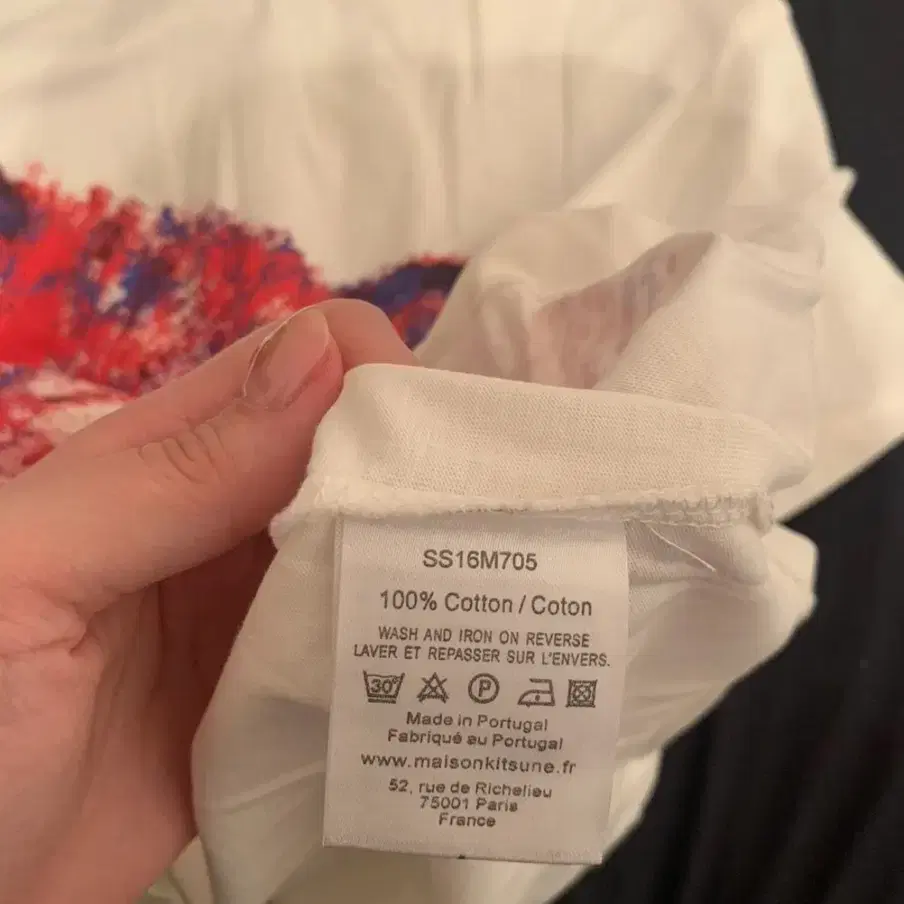 SS16M705
100% Cotton / Coton
WASH AND IRON ON REVERSE
LAVER ET REPASSER SUR L'ENVERS.
30° P
Made in Portugal
Fabriqué au Portugal
www.maisonkitsune.fr
52, rue de Richelieu
75001 Paris
France